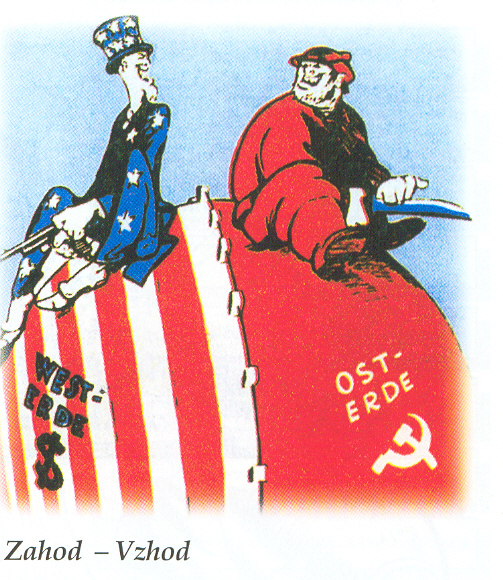 WEST-
ERDE
$
OST-
ERDE
Zahod – Vzhod